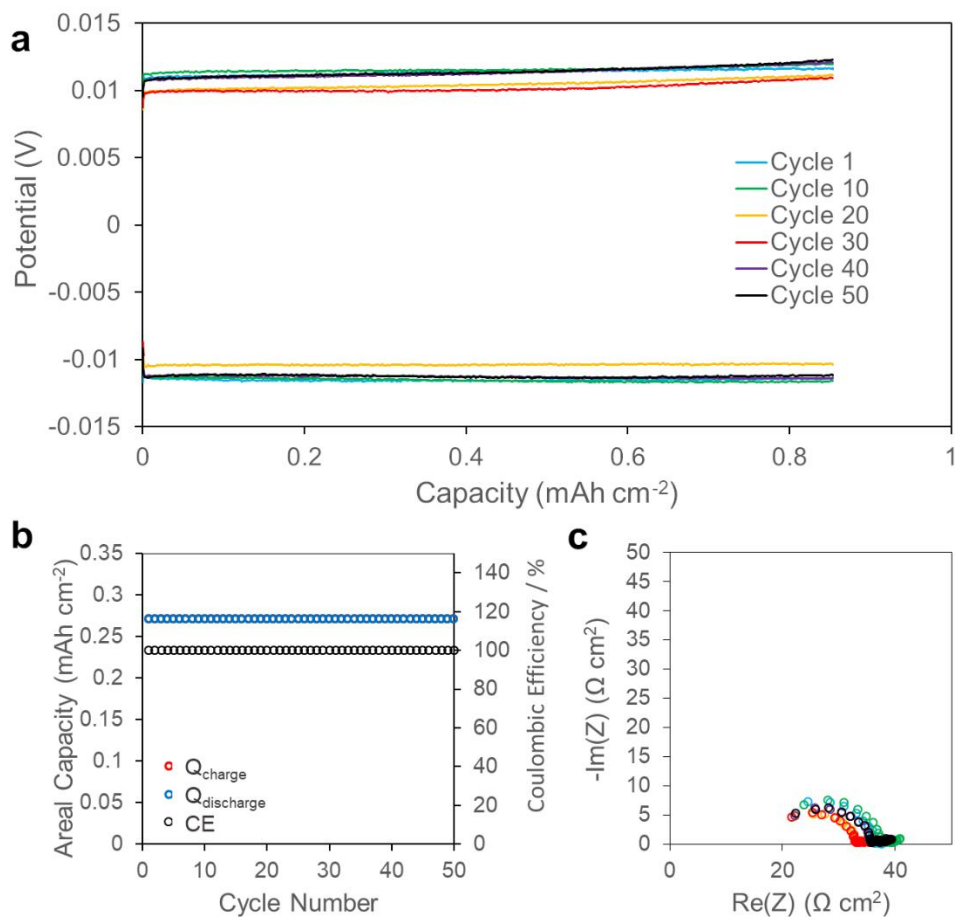 a
0.015
0.01
0.005
0
-0.005
-0.01
-0.015
Potential (V)
0
0.2
0.4
0.6
0.8
1
Capacity (mAh cm-2)
Cycle 1
Cycle 10
Cycle 20
Cycle 30
Cycle 40
Cycle 50
b
Areal Capacity (mAh cm-2)
0.35
0.3
0.25
0.2
0.15
0.1
0.05
0
Qcharge
Qdischarge
CE
0
10
20
30
40
50
Cycle Number
140
120
100
80
60
40
20
0
Coulombic Efficiency / %
c
-Im(Z) (Ω cm2)
50
45
40
35
30
25
20
15
10
5
0
0
20
40
Re(Z) (Ω cm2)